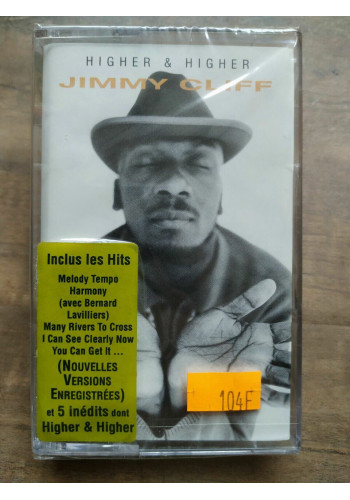 HIGHER & HIGHER
JIMMY CLIFF
Inclus les Hits
Melody Tempo
Harmony
(avec Bernard
Lavilliers)
Many Rivers To Cross
I Can See Clearly Now
You Can Get It ...
(NOUVELLES
VERSIONS
ENREGISTRÉES)
et 5 inédits dont
Higher & Higher
104F